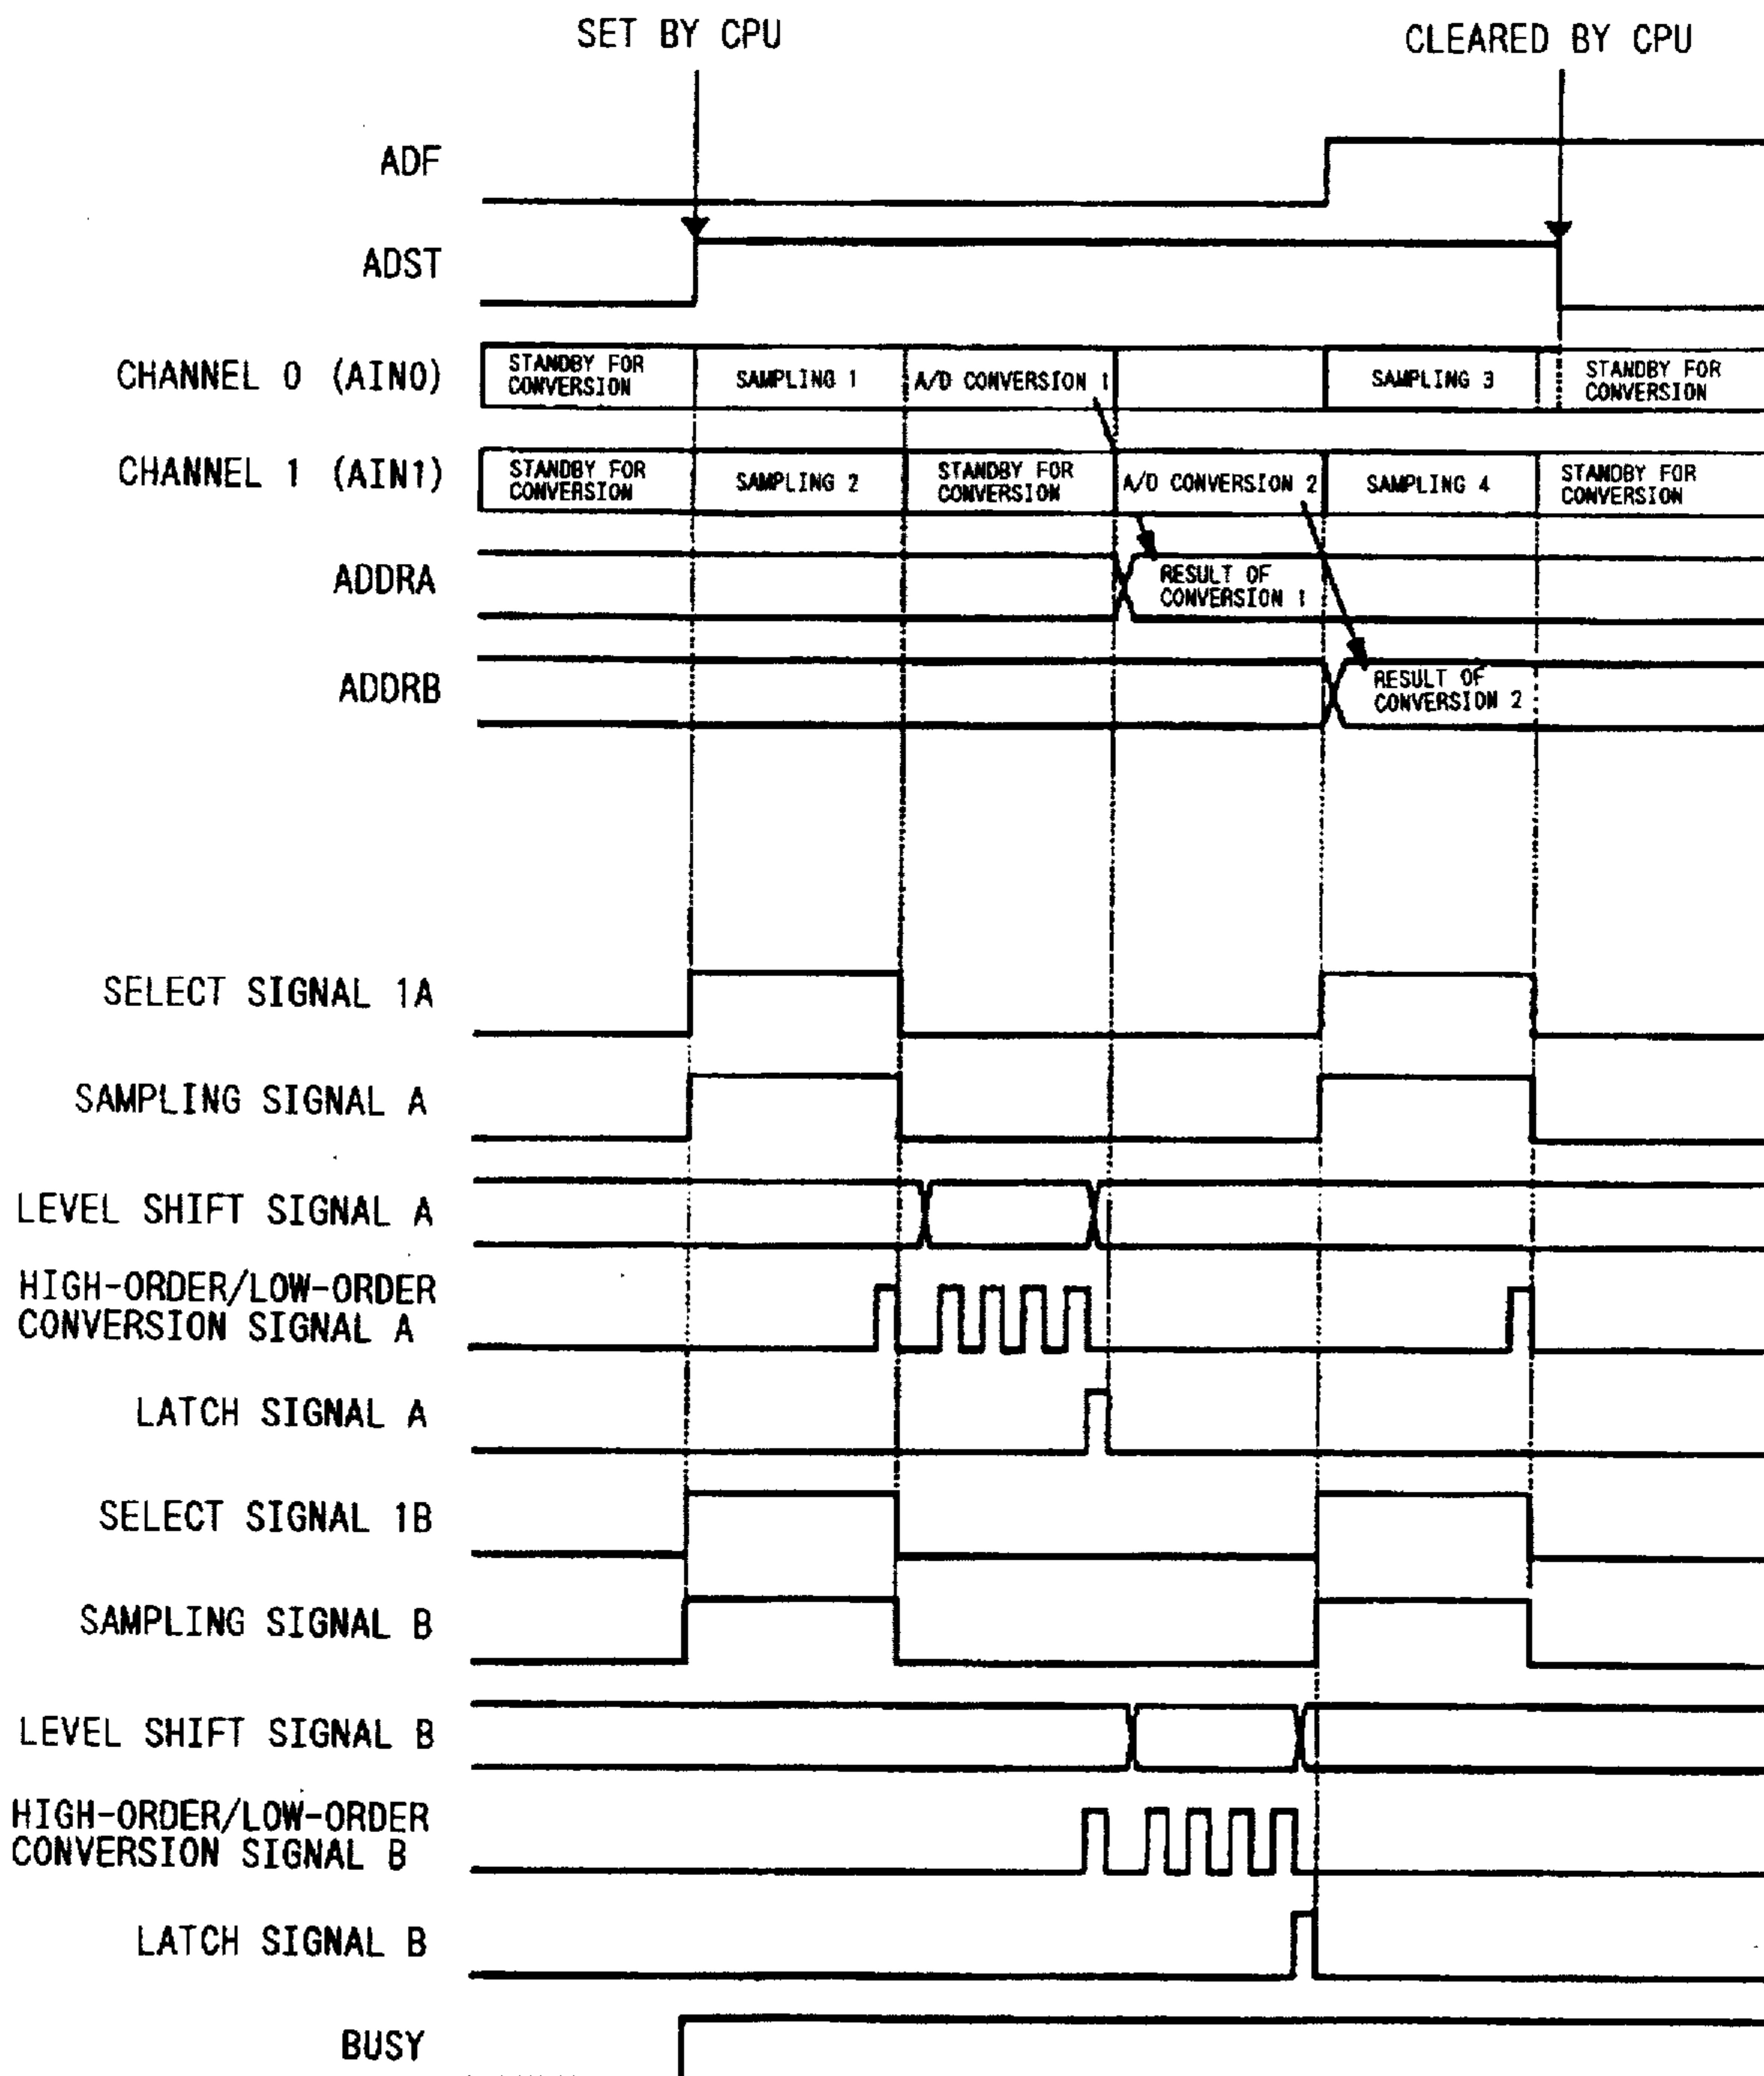 SET BY CPU
CLEARED BY CPU
ADF
ADST
CHANNEL 0 (AIN0)
STANDBY FOR
CONVERSION
SAMPLING 1
A/D CONVERSION 1
SAMPLING 3
STANDBY FOR
CONVERSION
CHANNEL 1 (AIN1)
STANDBY FOR
CONVERSION
SAMPLING 2
STANDBY FOR
CONVERSION
A/D CONVERSION 2
SAMPLING 4
STANDBY FOR
CONVERSION
ADDRA
RESULT OF
CONVERSION 1
ADDRB
RESULT OF
CONVERSION 2
SELECT SIGNAL 1A
SAMPLING SIGNAL A
LEVEL SHIFT SIGNAL A
HIGH-ORDER/LOW-ORDER
CONVERSION SIGNAL A
LATCH SIGNAL A
SELECT SIGNAL 1B
SAMPLING SIGNAL B
LEVEL SHIFT SIGNAL B
HIGH-ORDER/LOW-ORDER
CONVERSION SIGNAL B
LATCH SIGNAL B
BUSY